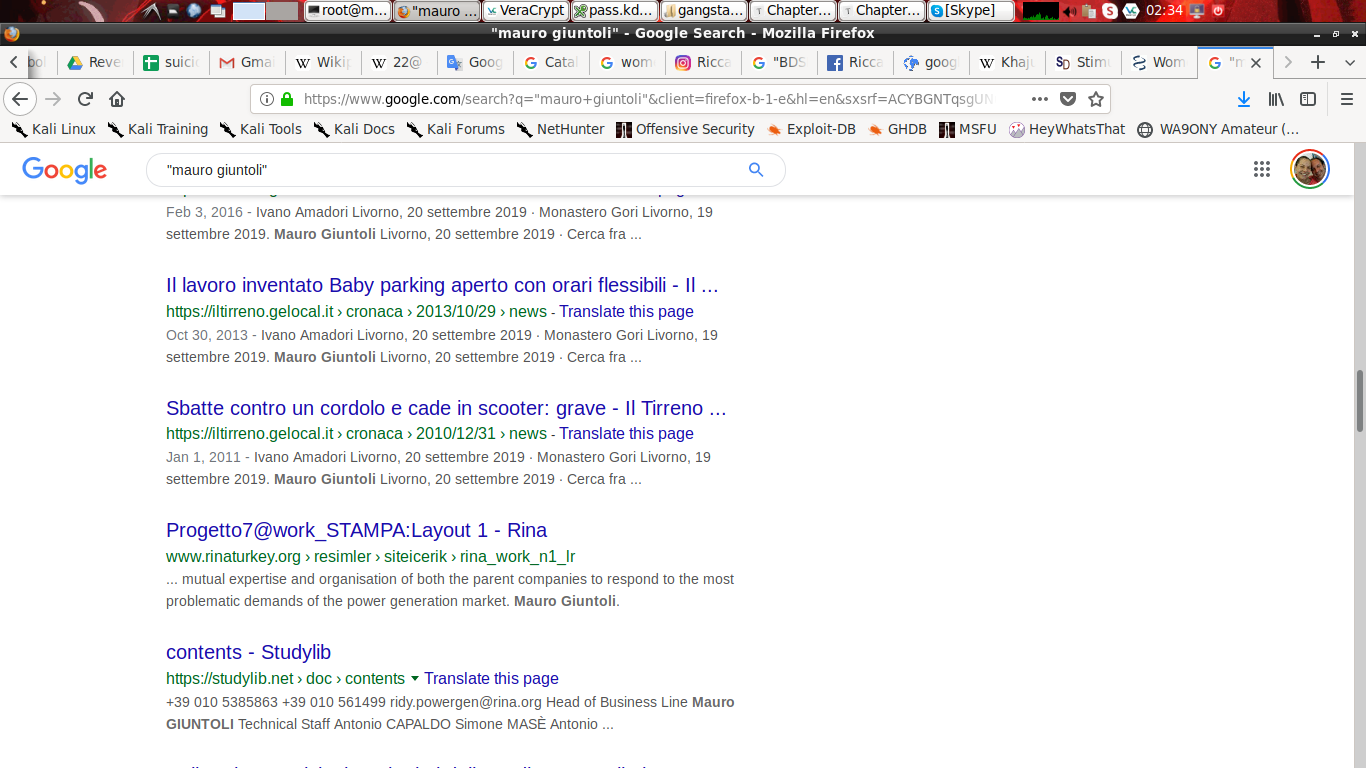 root@m...
"mauro ...
VeraCrypt
pass.kd...
gangsta...
Chapter...
Chapter...
[Skype]
02:34
"mauro giuntoli" - Google Search - Mozilla Firefox
Reve
suici
Gma
Wikip
22@
Goog
Catal
wom
Ricca
"BDS
Ricca
goog
Khaju
Stimu
Wom
https://www.google.com/search?q="mauro+giuntoli"&client=firefox-b-1-e&hl=en&sxsrf=ACYBGNTqsgUN
Kali Linux
Kali Training
Kali Tools
Kali Docs
Kali Forums
NetHunter
Offensive Security
Exploit-DB
GHDB
MSFU
HeyWhatsThat
WA9ONY Amateur (...
Google
"mauro giuntoli"
Feb 3, 2016 - Ivano Amadori Livorno, 20 settembre 2019 · Monastero Gori Livorno, 19
settembre 2019. Mauro Giuntoli Livorno, 20 settembre 2019 · Cerca fra ...
Il lavoro inventato Baby parking aperto con orari flessibili - Il ...
https://iltirreno.gelocal.it › cronaca › 2013/10/29 › news - Translate this page
Oct 30, 2013 - Ivano Amadori Livorno, 20 settembre 2019 · Monastero Gori Livorno, 19
settembre 2019. Mauro Giuntoli Livorno, 20 settembre 2019 · Cerca fra ...
Sbatte contro un cordolo e cade in scooter: grave - Il Tirreno ...
https://iltirreno.gelocal.it › cronaca › 2010/12/31 › news - Translate this page
Jan 1, 2011 - Ivano Amadori Livorno, 20 settembre 2019 · Monastero Gori Livorno, 19
settembre 2019. Mauro Giuntoli Livorno, 20 settembre 2019 · Cerca fra ...
Progetto7@work_STAMPA:Layout 1 - Rina
www.rinaturkey.org › resimler › siteicerik › rina_work_n1_lr
... mutual expertise and organisation of both the parent companies to respond to the most
problematic demands of the power generation market. Mauro Giuntoli.
contents - Studylib
https://studylib.net › doc › contents Translate this page
+39 010 5385863 +39 010 561499 ridy.powergen@rina.org Head of Business Line Mauro
GIUNTOLI Technical Staff Antonio CAPALDO Simone MASÈ Antonio ...